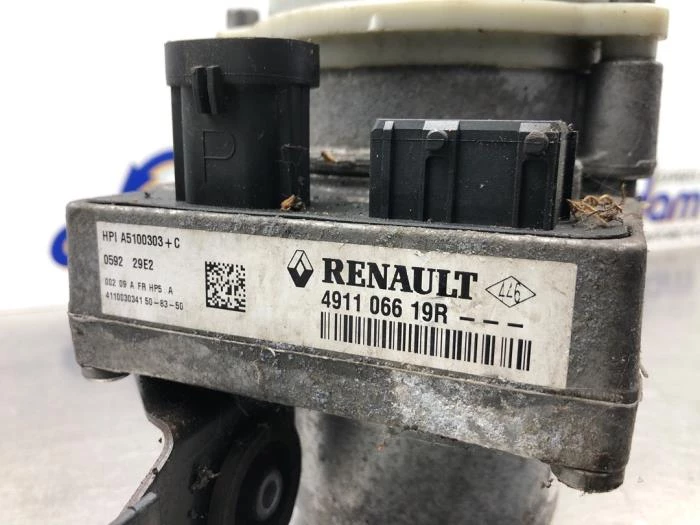 P
HPI A5100303+C
0592 29E2
002 09 A FR HP5 A
4110030341 50-83-50
RENAULT
4911 066 19R ---